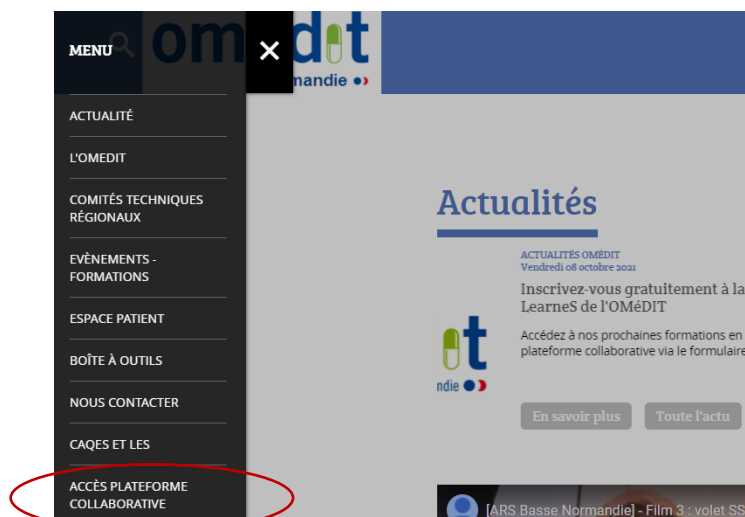 MENU
om
dit
mandie
ACTUALITÉ
L'OMEDIT
COMITÉS TECHNIQUES
RÉGIONAUX
EVÈNEMENTS -
FORMATIONS
ESPACE PATIENT
BOÎTE À OUTILS
NOUS CONTACTER
CAQES ET LES
ACCÈS PLATEFORME
COLLABORATIVE
Actualités
ACTUALITÉS OMÉDIT
Vendredi 08 octobre 2021
Inscrivez-vous gratuitement à la
LearneS de l'OMéDIT
Accédez à nos prochaines formations en
plateforme collaborative via le formulaire
t
ndie
En savoir plus
Toute l'actu
[ARS Basse Normandie] - Film 3 : volet SS